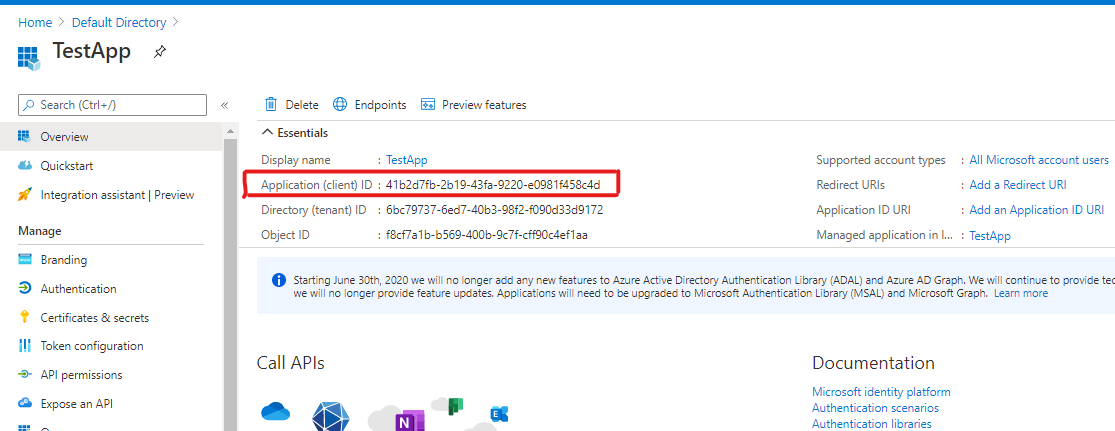 Home > Default Directory >
TestApp
Search (Ctrl+/)
«
Overview
Quickstart
Integration assistant | Preview
Manage
Branding
Authentication
Certificates & secrets
Token configuration
API permissions
Expose an API
Delete
Endpoints
Preview features
Essentials
Display name : TestApp
Application (client) ID : 41b2d7fb-2b19-43fa-9220-e0981f458c4d
Directory (tenant) ID : 6bc79737-6ed7-40b3-98f2-f090d33d9172
Object ID : f8cf7a1b-b569-400b-9c7f-cff90c4ef1aa
Supported account types : All Microsoft account users
Redirect URIs : Add a Redirect URI
Application ID URI : Add an Application ID URI
Managed application in l... : TestApp
Starting June 30th, 2020 we will no longer add any new features to Azure Active Directory Authentication Library (ADAL) and Azure AD Graph. We will continue to provide tec
we will no longer provide feature updates. Applications will need to be upgraded to Microsoft Authentication Library (MSAL) and Microsoft Graph. Learn more
Call APIs
N
E
Documentation
Microsoft identity platform
Authentication scenarios
Authentication libraries